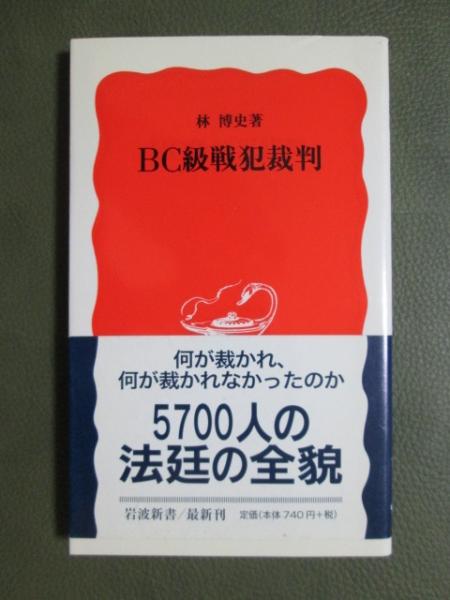 林 博史著
BC級戦犯裁判
何が裁かれ、
何が裁かれなかったのか
5700人の
法廷の全貌
岩波新書/最新刊 定価(本体740円+税)